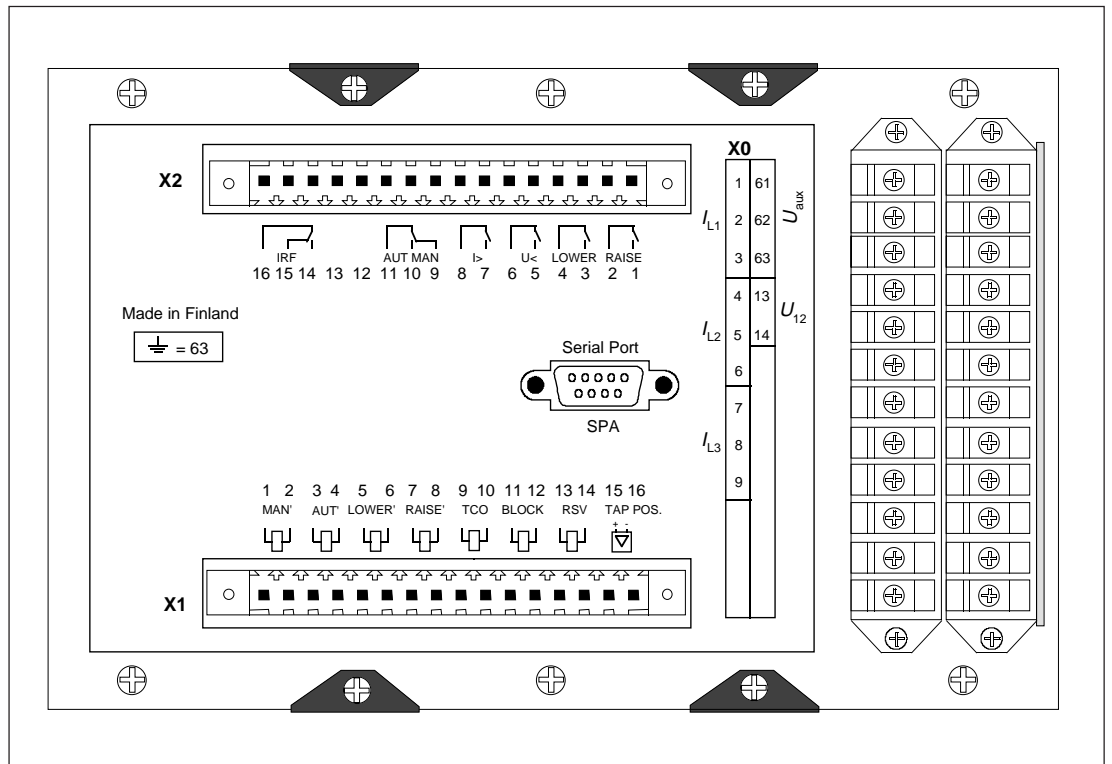 X2
IRF
AUT MAN
I>
U<
LOWER
RAISE
16 15 14 13 12 11 10 9 8 7 6 5 4 3 2 1
Made in Finland
= 63
Serial Port
SPA
X0
1 61
2 62
3 63
4 13
5 14
6
7
8
9
IL1
IL2
IL3
Uaux
U12
1 2 3 4 5 6 7 8 9 10 11 12 13 14 15 16
MAN' AUT' LOWER' RAISE' TCO BLOCK RSV TAP POS.
+ -
X1